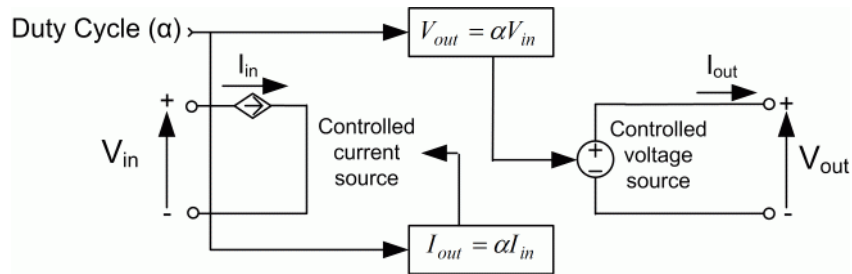 Duty Cycle (α)
V_out = αV_in
I_in
I_out
+
+
Controlled
current
source
+
−
Controlled
voltage
source
V_in
V_out
-
-
I_out = αI_in